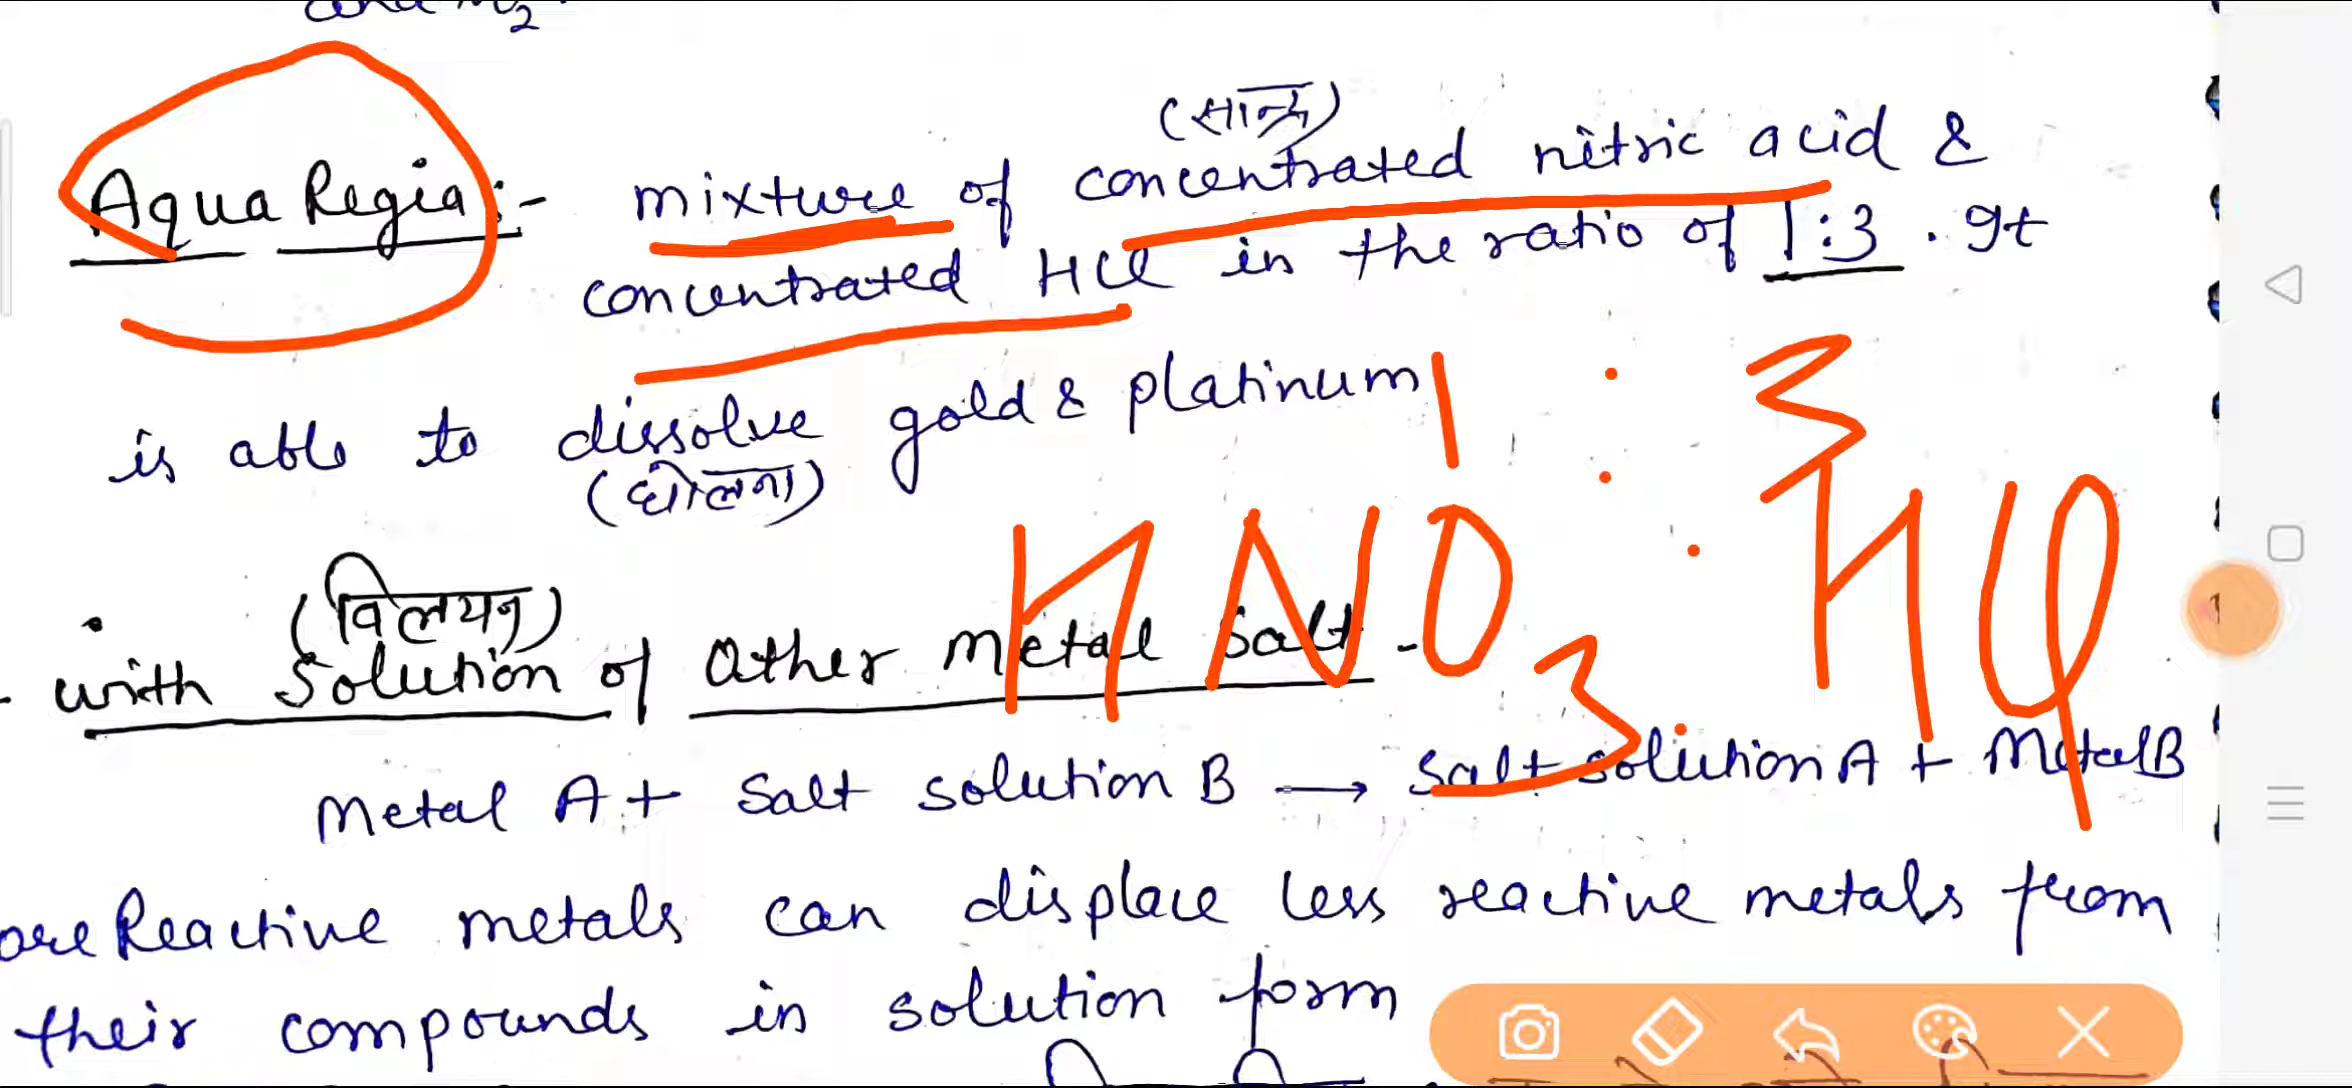 (सान्द्र)
Aqua Regia :- mixture of concentrated nitric acid &
concentrated HCl in the ratio of 1:3 . It
is able to dissolve gold & platinum
(घोलना)
1 : 3
HNO3 : HCl
(विलयन)
with Solution of Other Metal Salt -
Metal A + Salt solution B → Salt solution A + Metal B
Reactive metals can displace less reactive metals from
their compounds in solution form